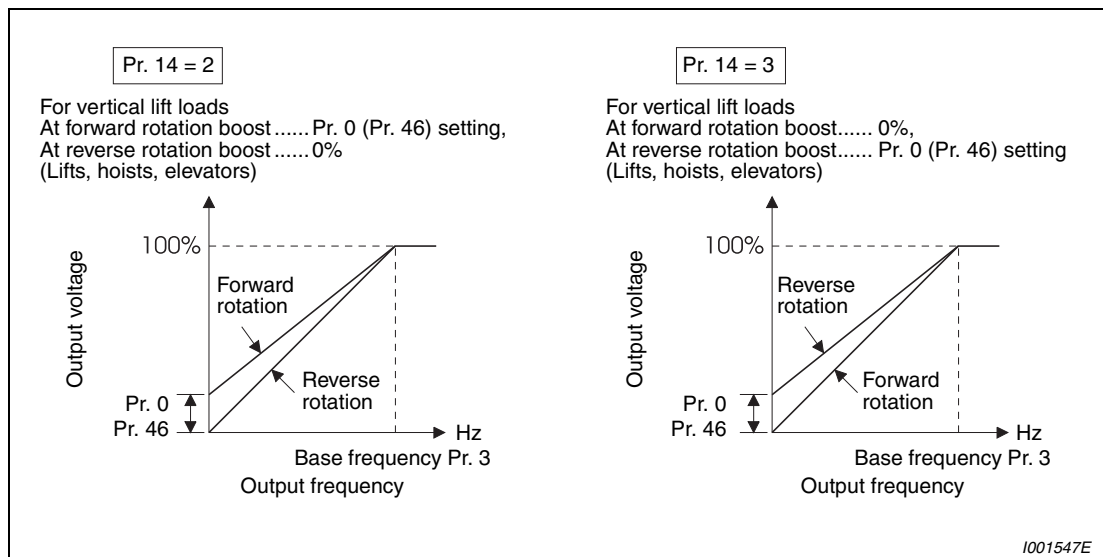 Pr. 14 = 2
For vertical lift loads
At forward rotation boost ...... Pr. 0 (Pr. 46) setting,
At reverse rotation boost ...... 0%
(Lifts, hoists, elevators)
100%
Output voltage
Forward
rotation
Reverse
rotation
Pr. 0
Pr. 46
Hz
Base frequency Pr. 3
Output frequency
Pr. 14 = 3
For vertical lift loads
At forward rotation boost...... 0%,
At reverse rotation boost...... Pr. 0 (Pr. 46) setting
(Lifts, hoists, elevators)
100%
Output voltage
Reverse
rotation
Forward
rotation
Pr. 0
Pr. 46
Hz
Base frequency Pr. 3
Output frequency
I001547E